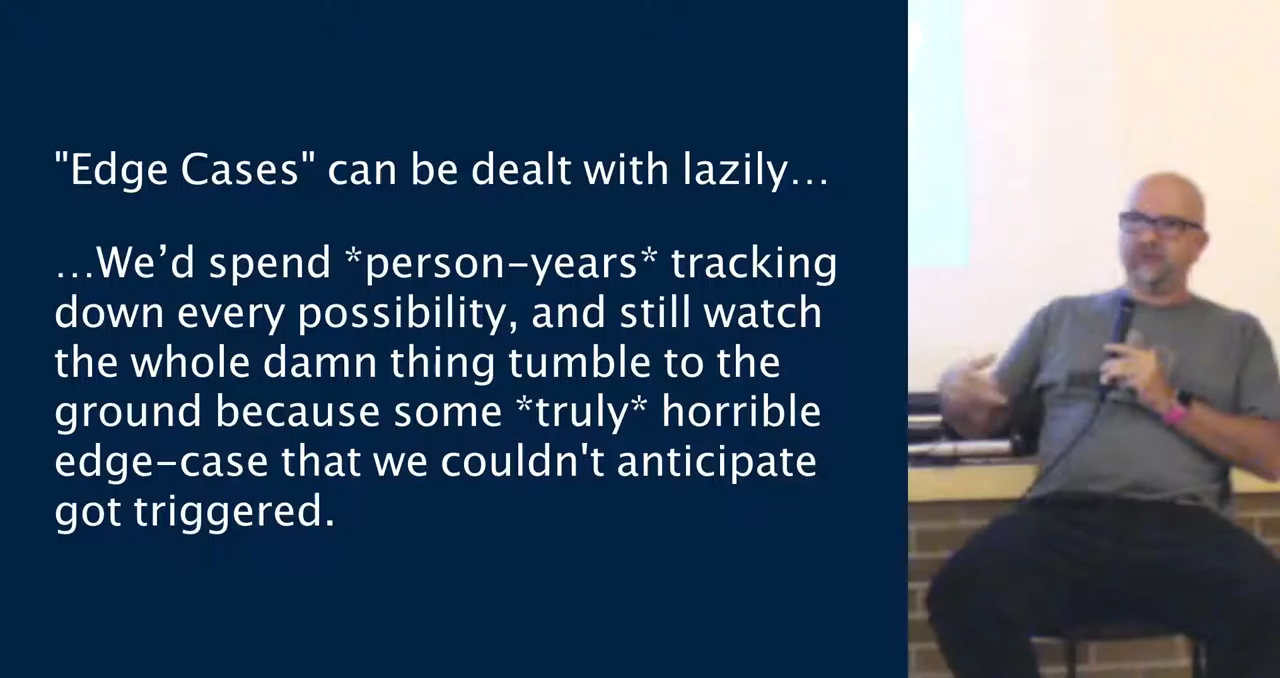 "Edge Cases" can be dealt with lazily…
…We’d spend *person-years* tracking
down every possibility, and still watch
the whole damn thing tumble to the
ground because some *truly* horrible
edge-case that we couldn't anticipate
got triggered.